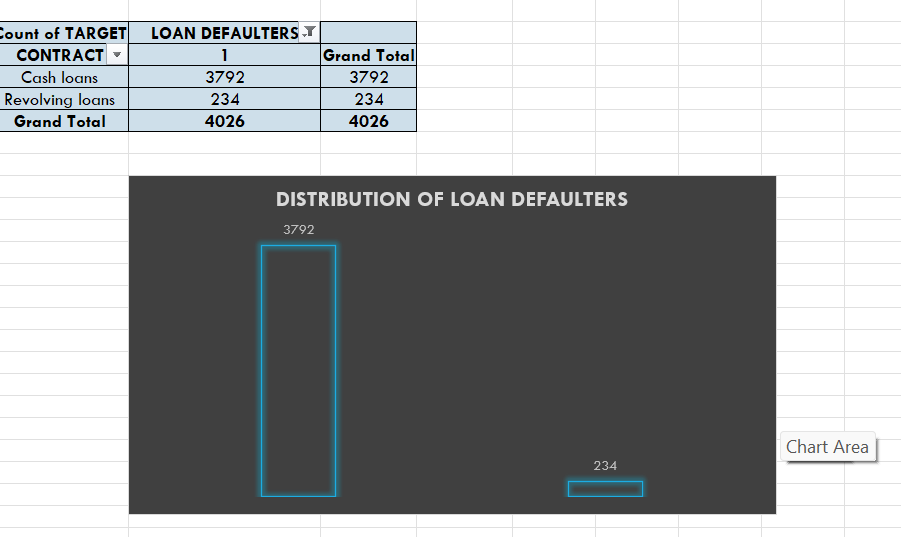 Count of TARGET LOAN DEFAULTERS
CONTRACT 1 Grand Total
Cash loans 3792 3792
Revolving loans 234 234
Grand Total 4026 4026
DISTRIBUTION OF LOAN DEFAULTERS
3792
Chart Area
234